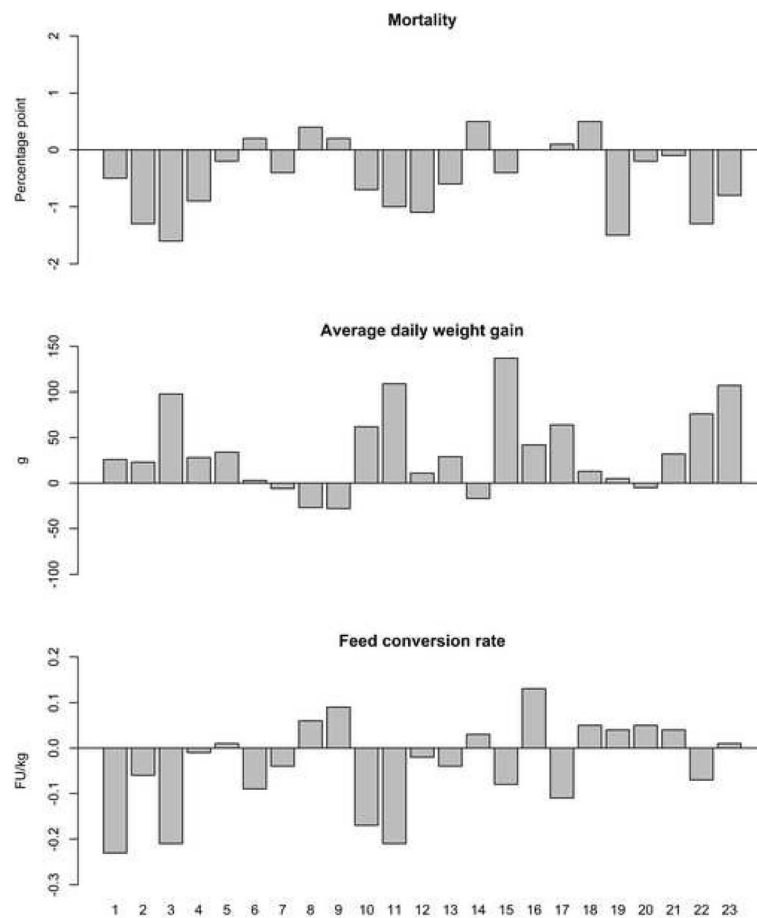 Mortality
2
1
0
-1
-2
Percentage point
Average daily weight gain
150
100
50
0
-50
-100
g
Feed conversion rate
0.2
0.1
0.0
-0.1
-0.2
-0.3
FU/kg
1 2 3 4 5 6 7 8 9 10 11 12 13 14 15 16 17 18 19 20 21 22 23